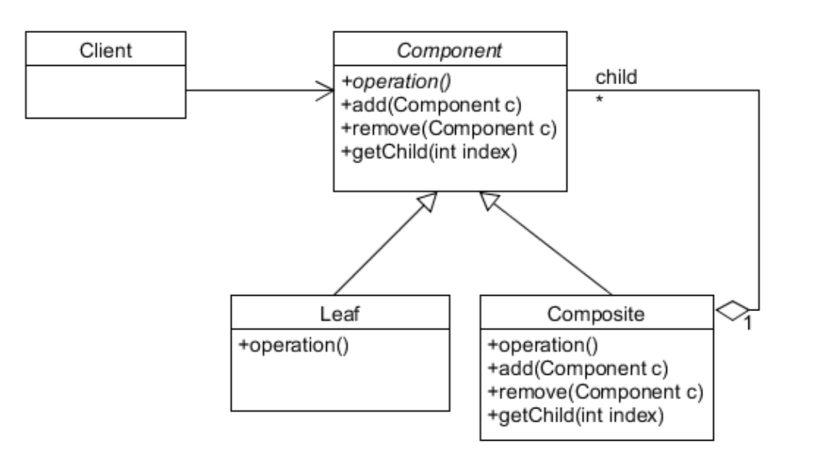 Client
Component
+operation()
+add(Component c)
+remove(Component c)
+getChild(int index)
child
*
Leaf
+operation()
Composite
+operation()
+add(Component c)
+remove(Component c)
+getChild(int index)
1